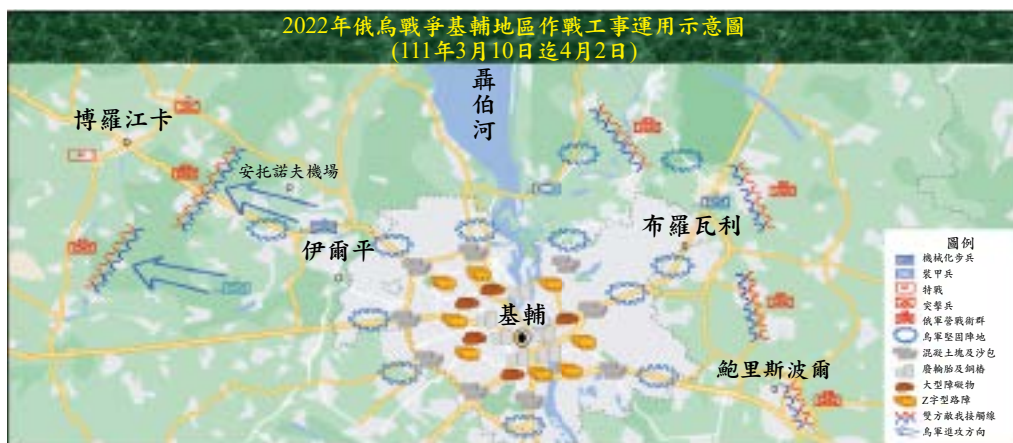 2022年俄烏戰爭基輔地區作戰工事運用示意圖
(111年3月10日迄4月2日)
聶伯河
博羅江卡
安托諾夫機場
伊爾平
布羅瓦利
基輔
鮑里斯波爾
圖例
機械化步兵
裝甲兵
特戰
突擊兵
俄軍營戰術群
烏軍堅固陣地
混凝土塊及沙包
廢輪胎及鋼樁
大型障礙物
Z字型路障
雙方敵我接觸線
烏軍進攻方向